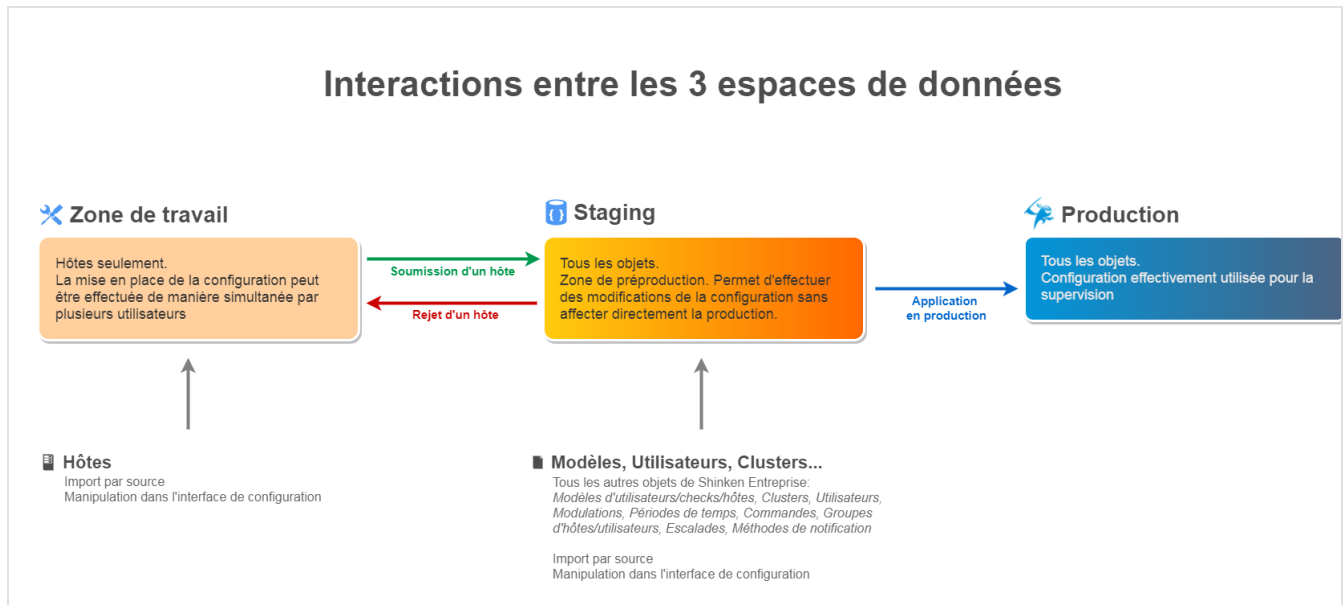 Interactions entre les 3 espaces de données
Zone de travail
Hôtes seulement.
La mise en place de la configuration peut
être effectuée de manière simultanée par
plusieurs utilisateurs
Soumission d'un hôte
Rejet d'un hôte
Staging
Tous les objets.
Zone de préproduction. Permet d'effectuer
des modifications de la configuration sans
affecter directement la production.
Application
en production
Production
Tous les objets.
Configuration effectivement utilisée pour la
supervision
Hôtes
Import par source
Manipulation dans l'interface de configuration
Modèles, Utilisateurs, Clusters...
Tous les autres objets de Shinken Entreprise:
Modèles d'utilisateurs/checks/hôtes, Clusters, Utilisateurs,
Modulations, Périodes de temps, Commandes, Groupes
d'hôtes/utilisateurs, Escalades, Méthodes de notification
Import par source
Manipulation dans l'interface de configuration